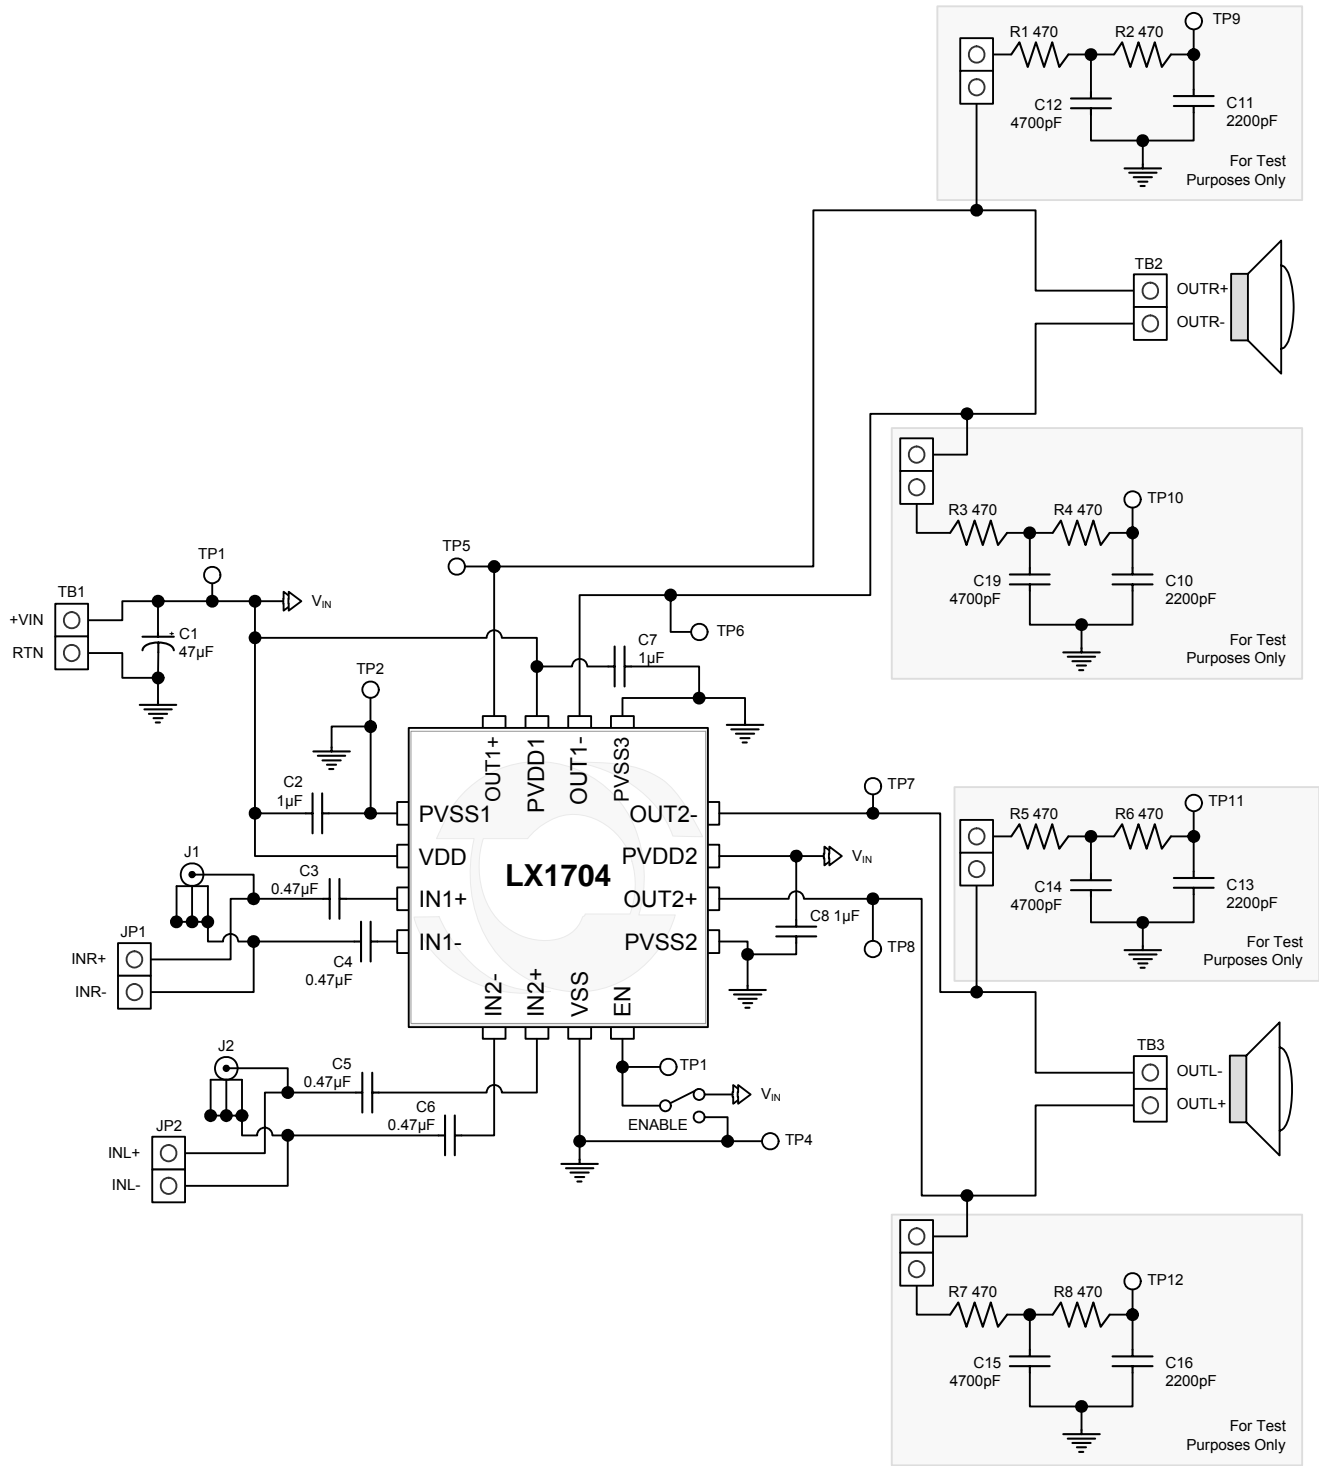 R1 470
R2 470
TP9
C12
4700pF
C11
2200pF
For Test
Purposes Only
TB2
OUTR+
OUTR-
R3 470
R4 470
TP10
C19
4700pF
C10
2200pF
For Test
Purposes Only
TP5
TP6
TP1
TB1
+VIN
RTN
C1
+
47µF
VIN
TP2
C7
1µF
C2
1µF
OUT1+
PVDD1
OUT1-
PVSS3
PVSS1
VDD
IN1+
IN1-
LX1704
OUT2-
PVDD2
OUT2+
PVSS2
IN2-
IN2+
VSS
EN
TP7
VIN
C8 1µF
TP8
J1
C3
0.47µF
C4
0.47µF
JP1
INR+
INR-
J2
C5
0.47µF
C6
0.47µF
JP2
INL+
INL-
TP1
VIN
ENABLE
TP4
R5 470
R6 470
TP11
C14
4700pF
C13
2200pF
For Test
Purposes Only
TB3
OUTL-
OUTL+
R7 470
R8 470
TP12
C15
4700pF
C16
2200pF
For Test
Purposes Only